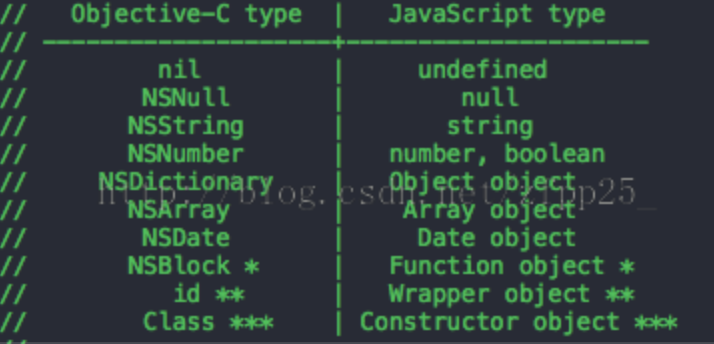 //   Objective-C type  |   JavaScript type
// --------------------+---------------------
//         nil         |     undefined
//        NSNull       |        null
//       NSString      |       string
//       NSNumber      |   number, boolean
//     NSDictionary    |   Object object
http://blog.csdn.net/
//       NSArray       |    Array object
//        NSDate       |     Date object
//       NSBlock *     |   Function object *
//          id **      |   Wrapper object **
//        Class ***    | Constructor object ***
//